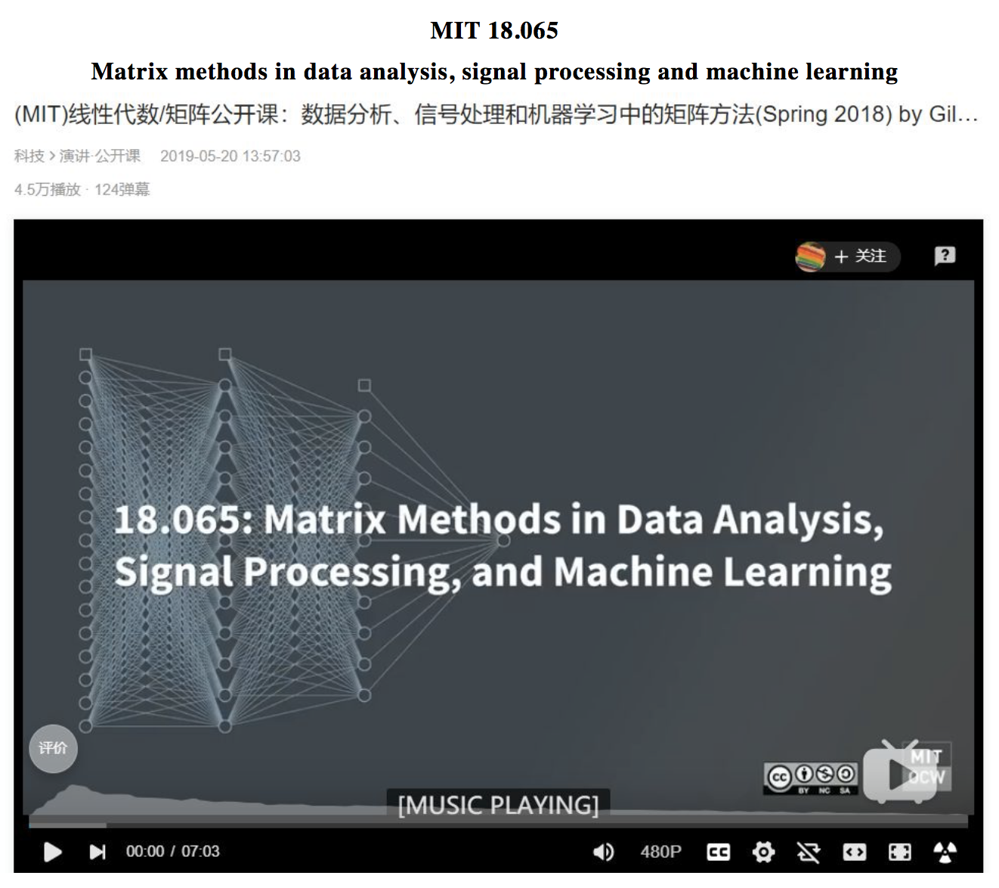 MIT 18.065
Matrix methods in data analysis, signal processing and machine learning
(MIT)线性代数/矩阵公开课：数据分析、信号处理和机器学习中的矩阵方法(Spring 2018) by Gil…
科技 > 演讲·公开课 2019-05-20 13:57:03
4.5万播放 · 124弹幕
+ 关注
?
18.065: Matrix Methods in Data Analysis,
Signal Processing, and Machine Learning
评价
MIT
OCW
cc
BY NC SA
[MUSIC PLAYING]
00:00 / 07:03 480P CC